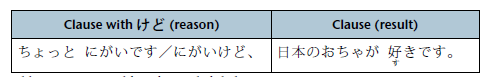 Clause with けど (reason)
Clause (result)
ちょっと にがいです／にがいけど、
日本のおちゃが 好きです。
す